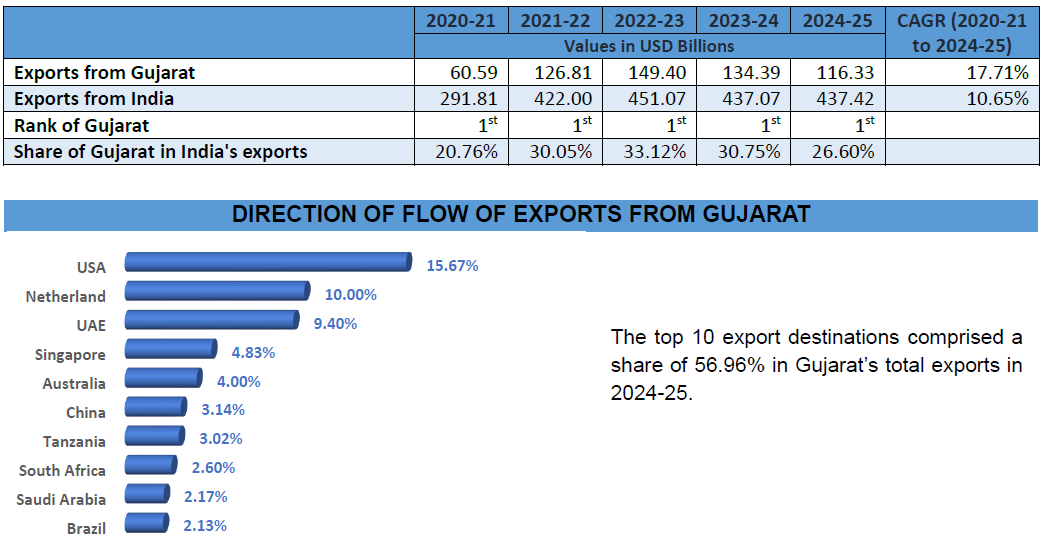 2020-21 2021-22 2022-23 2023-24 2024-25 CAGR (2020-21
Values in USD Billions to 2024-25)
Exports from Gujarat 60.59 126.81 149.40 134.39 116.33 17.71%
Exports from India 291.81 422.00 451.07 437.07 437.42 10.65%
Rank of Gujarat 1st 1st 1st 1st 1st
Share of Gujarat in India's exports 20.76% 30.05% 33.12% 30.75% 26.60%
DIRECTION OF FLOW OF EXPORTS FROM GUJARAT
USA 15.67%
Netherland 10.00%
UAE 9.40%
Singapore 4.83%
Australia 4.00%
China 3.14%
Tanzania 3.02%
South Africa 2.60%
Saudi Arabia 2.17%
Brazil 2.13%
The top 10 export destinations comprised a
share of 56.96% in Gujarat’s total exports in
2024-25.